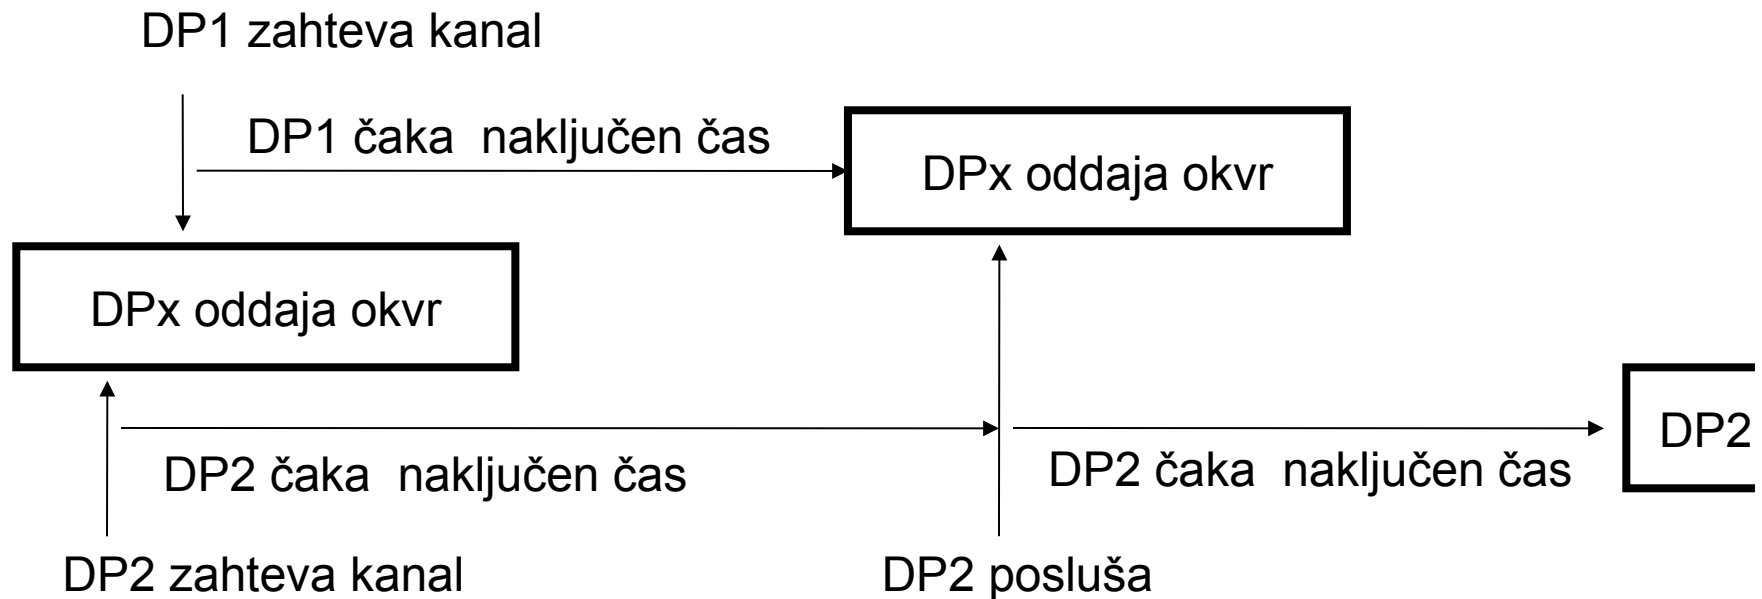 DP1 zahteva kanal
DP1 čaka  naključen čas
DPx oddaja okvr
DPx oddaja okvr
DP2
DP2 čaka  naključen čas
DP2 čaka  naključen čas
DP2 zahteva kanal
DP2 posluša